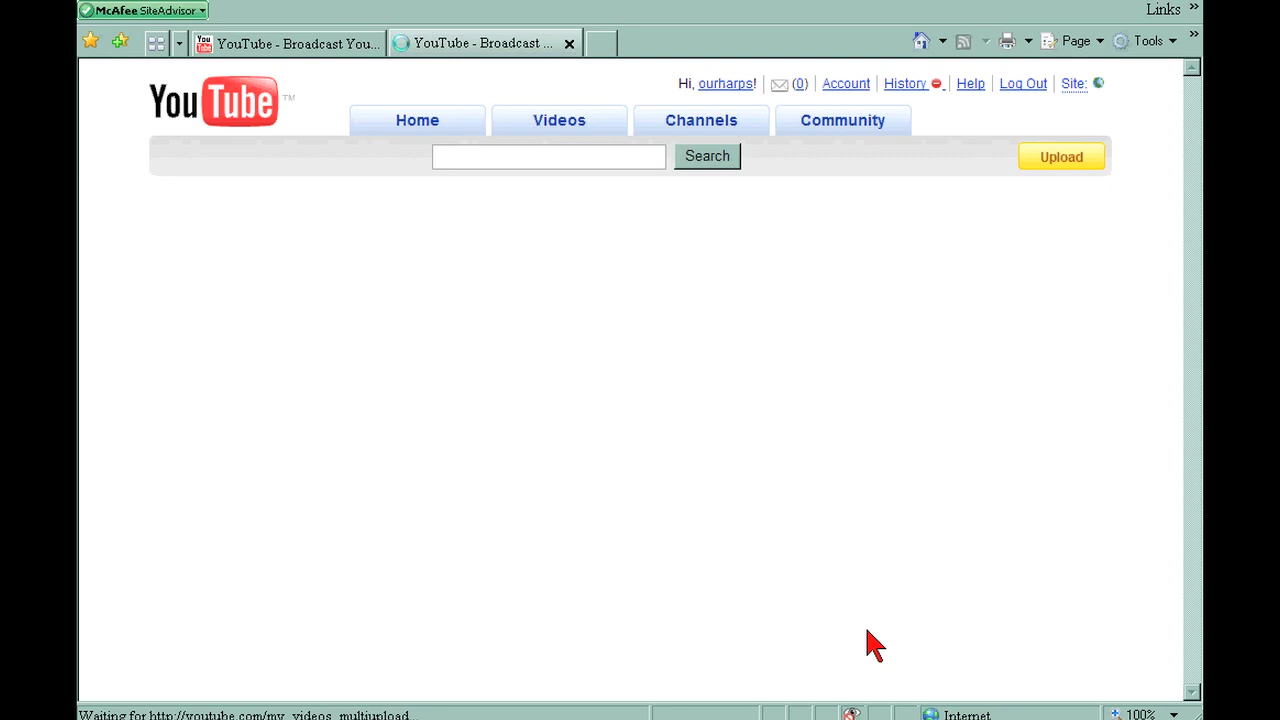 McAfee SiteAdvisor
Links »
YouTube - Broadcast You... YouTube - Broadcast ... Page Tools »
YouTube™
Hi, ourharps! (0) Account History Help Log Out Site:
Home Videos Channels Community
Search Upload
Waiting for http://youtube.com/my_videos_multiupload... Internet 100%